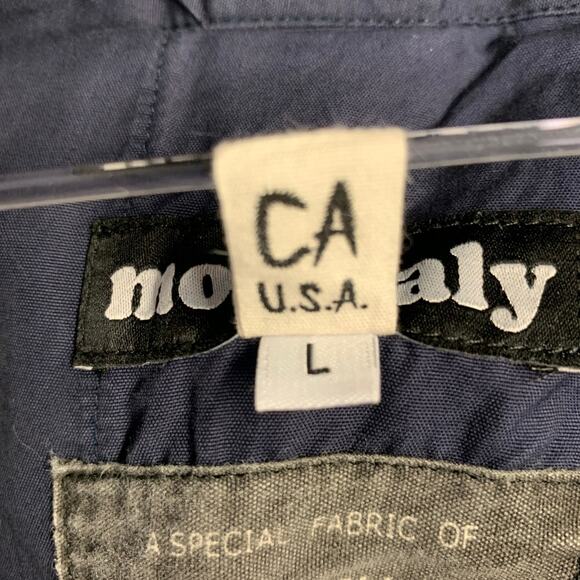 CA
U.S.A.
mo aly
L
A SPECIAL FABRIC OF